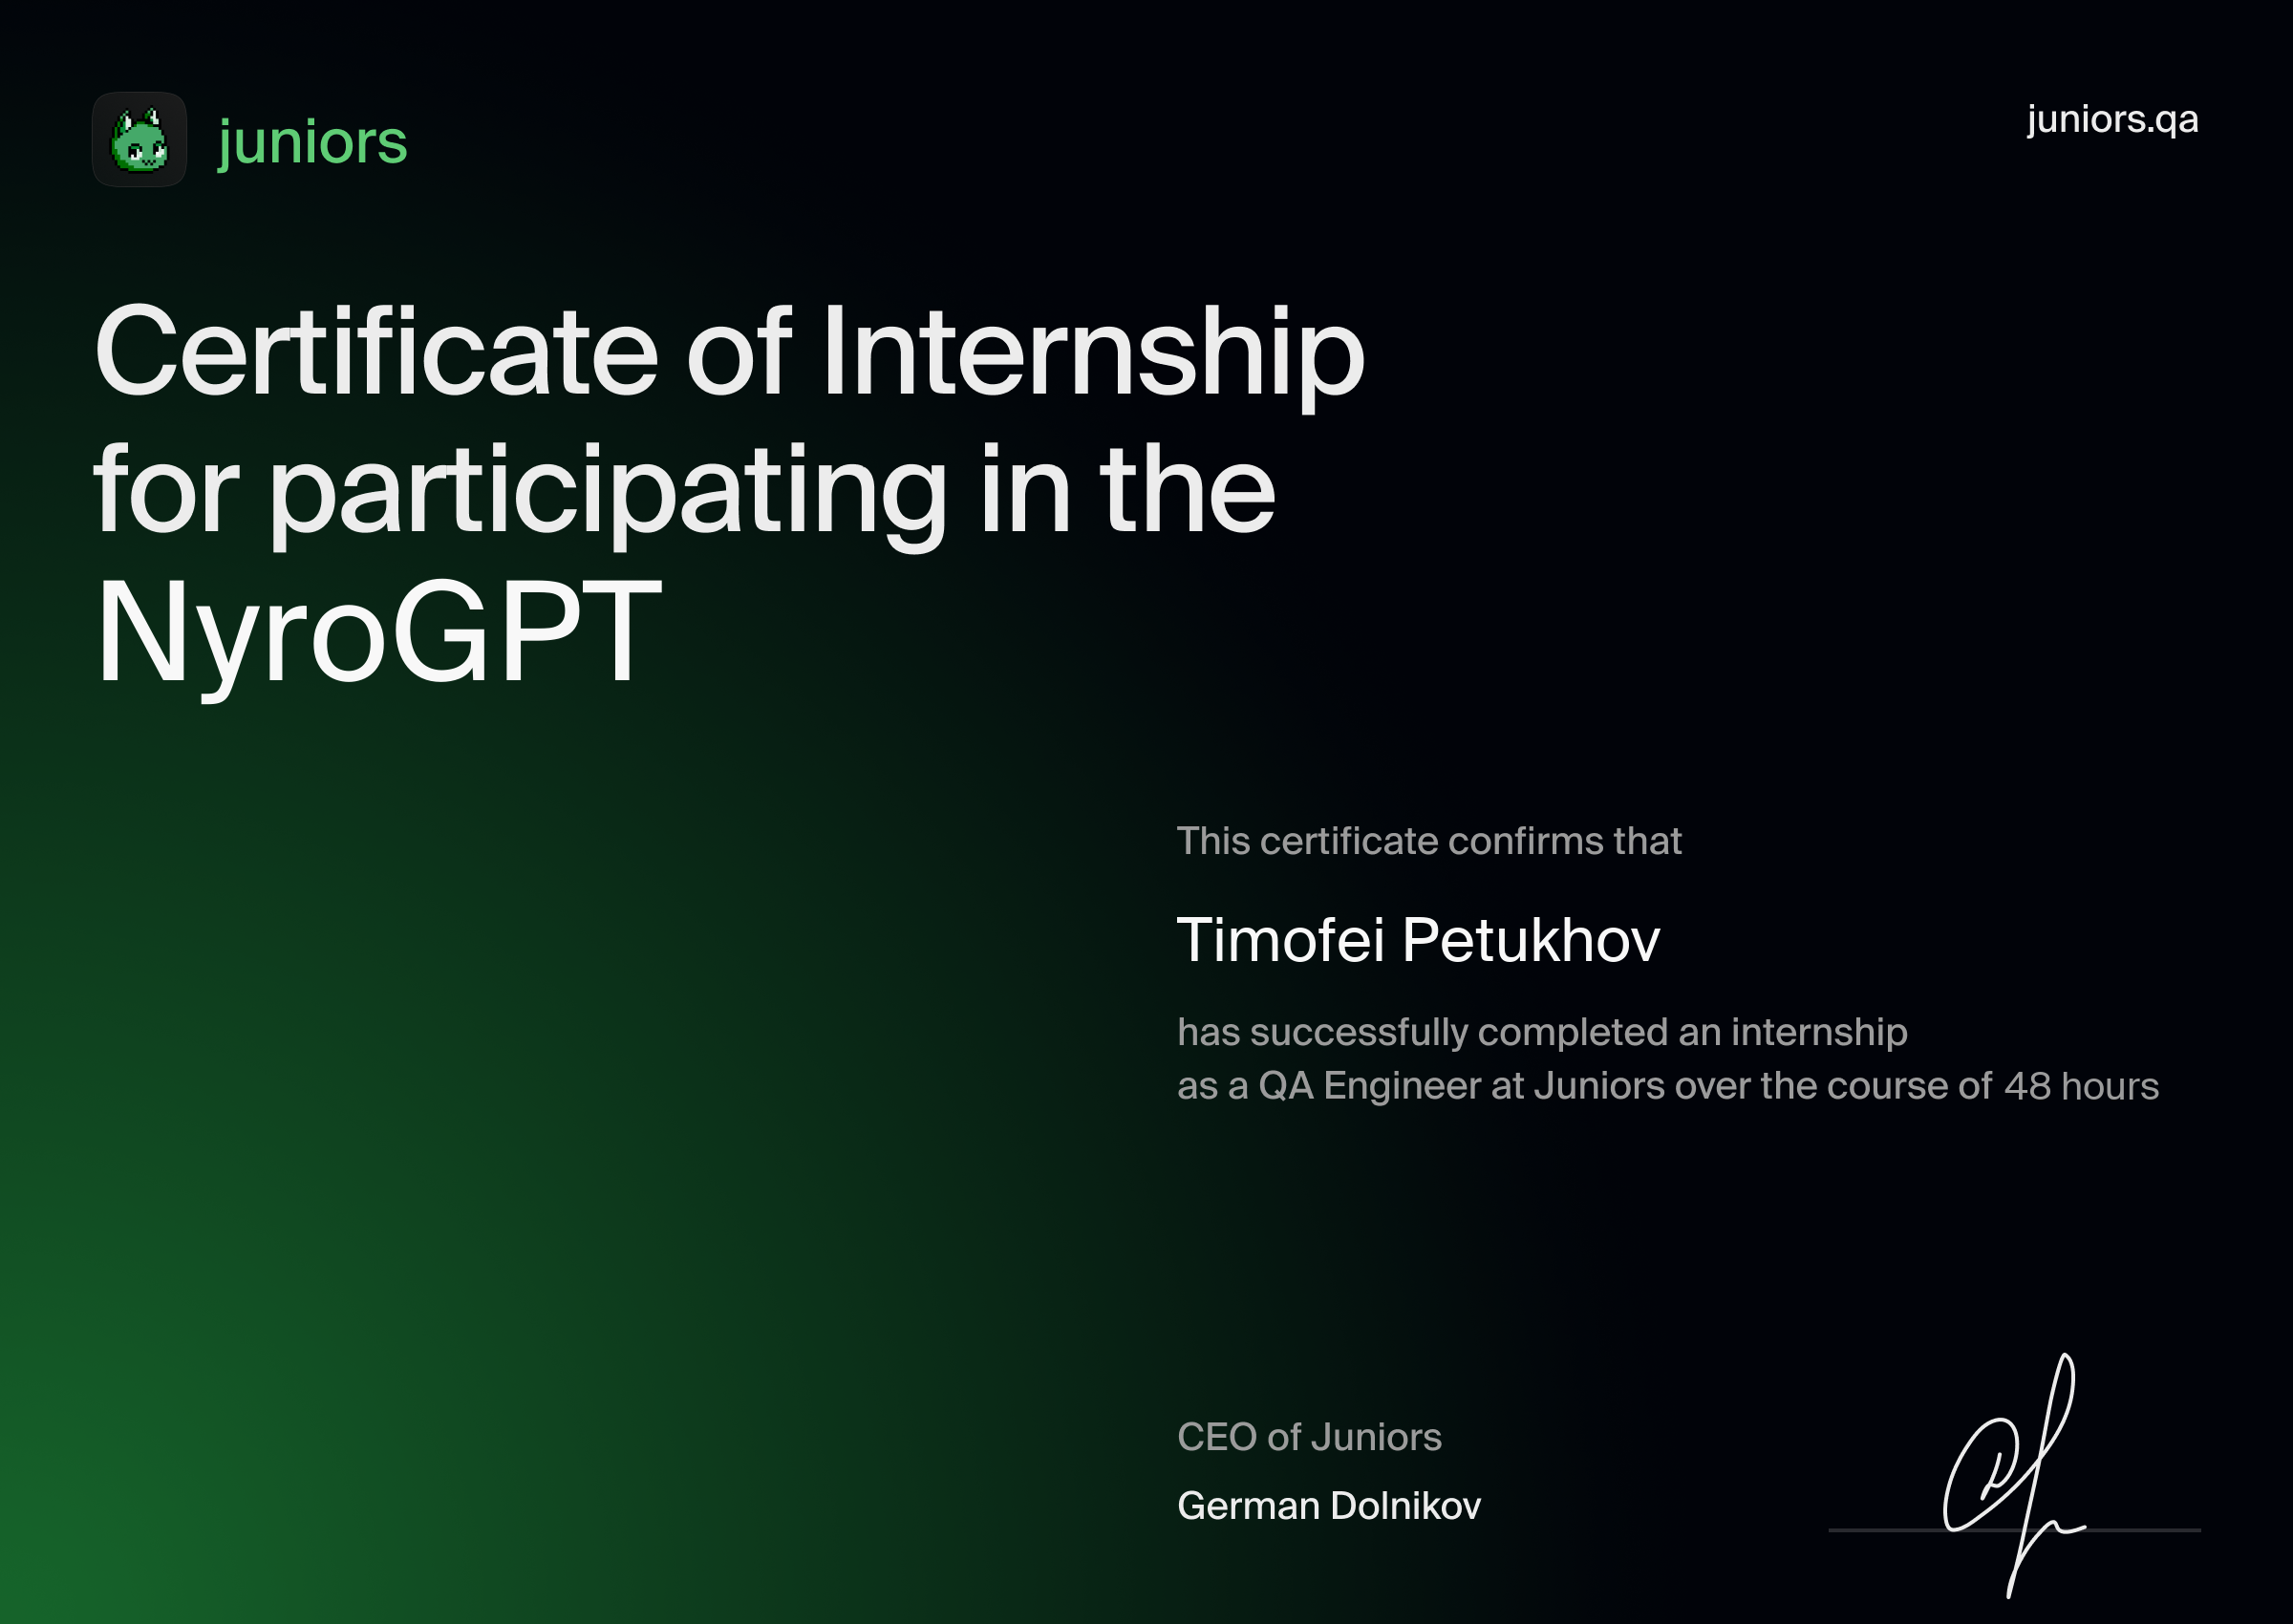 juniors
juniors.qa
Certificate of Internship
for participating in the
NyroGPT
This certificate confirms that
Timofei Petukhov
has successfully completed an internship
as a QA Engineer at Juniors over the course of 48 hours
CEO of Juniors
German Dolnikov